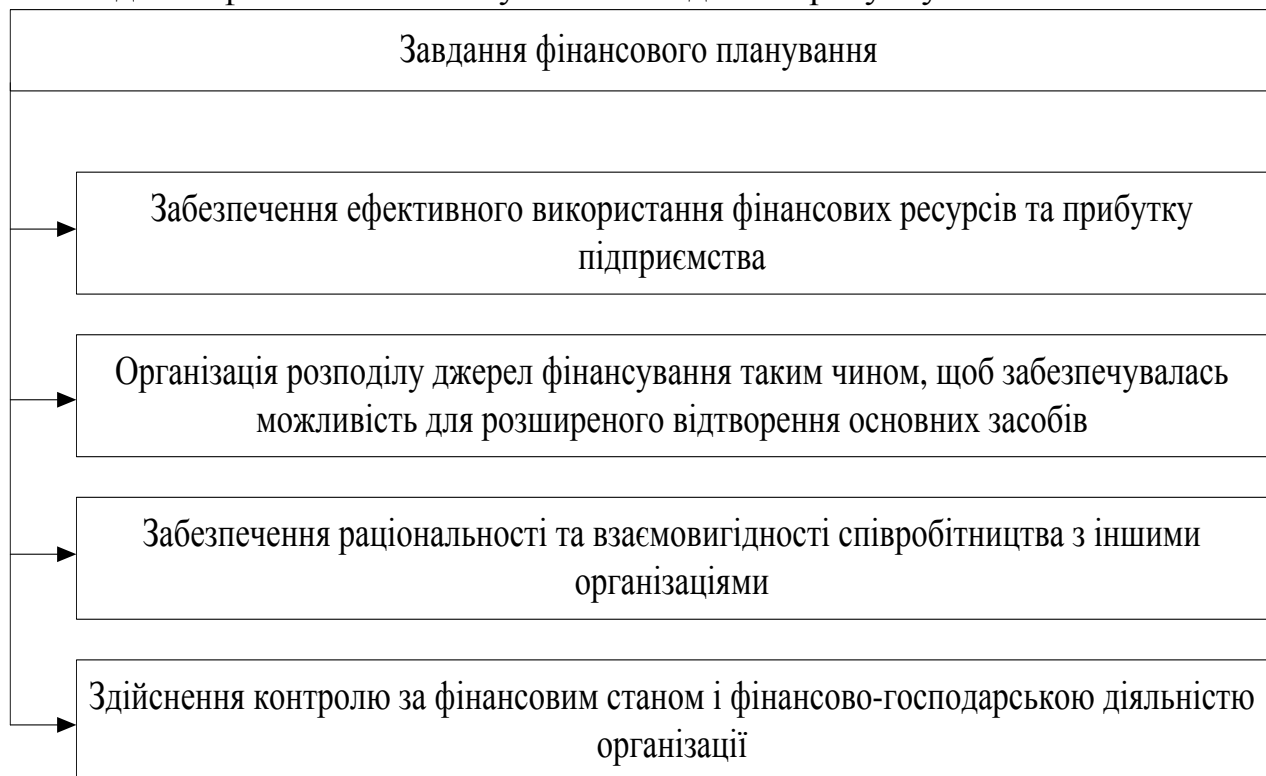 Завдання фінансового планування
Забезпечення ефективного використання фінансових ресурсів та прибутку
підприємства
Організація розподілу джерел фінансування таким чином, щоб забезпечувалась
можливість для розширеного відтворення основних засобів
Забезпечення раціональності та взаємовигідності співробітництва з іншими
організаціями
Здійснення контролю за фінансовим станом і фінансово-господарською діяльністю
організації